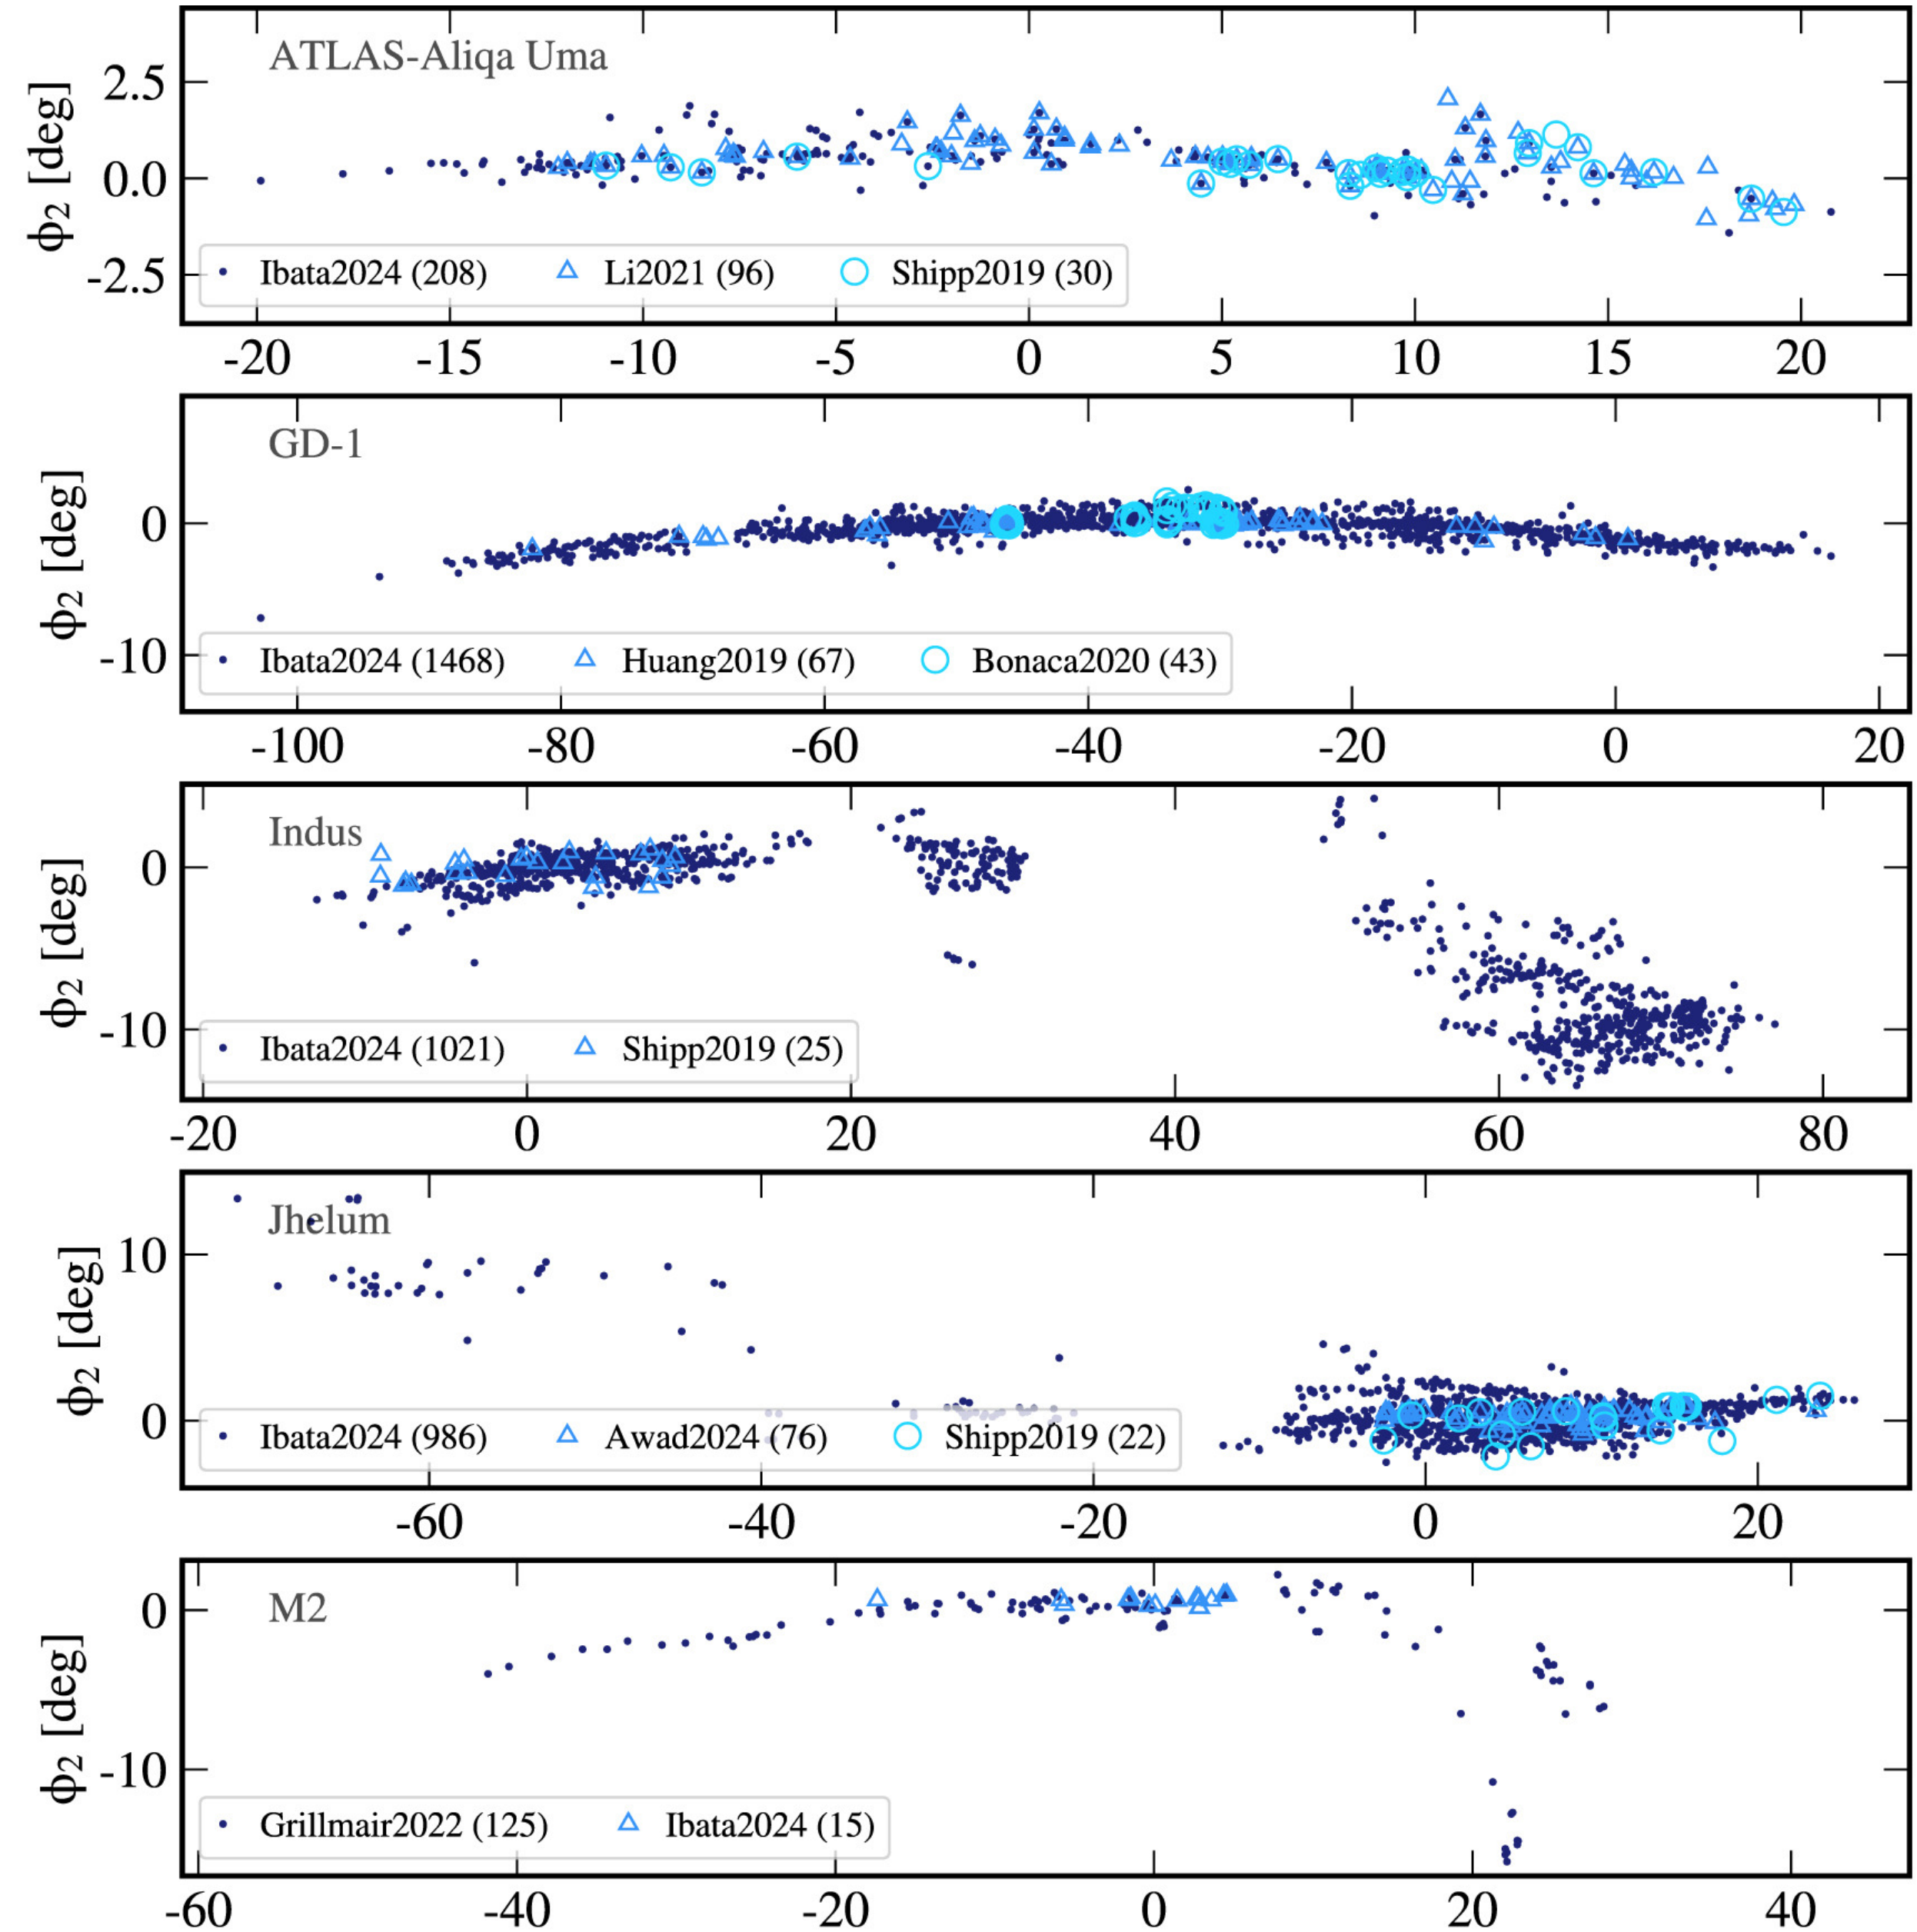 ATLAS-Aliqa Uma
ϕ2 [deg]
2.5
0.0
-2.5
Ibata2024 (208) Li2021 (96) Shipp2019 (30)
-20 -15 -10 -5 0 5 10 15 20
GD-1
ϕ2 [deg]
0
-10
Ibata2024 (1468) Huang2019 (67) Bonaca2020 (43)
-100 -80 -60 -40 -20 0 20
Indus
ϕ2 [deg]
0
-10
Ibata2024 (1021) Shipp2019 (25)
-20 0 20 40 60 80
Jhelum
ϕ2 [deg]
10
0
Ibata2024 (986) Awad2024 (76) Shipp2019 (22)
-60 -40 -20 0 20
M2
ϕ2 [deg]
0
-10
Grillmair2022 (125) Ibata2024 (15)
-60 -40 -20 0 20 40